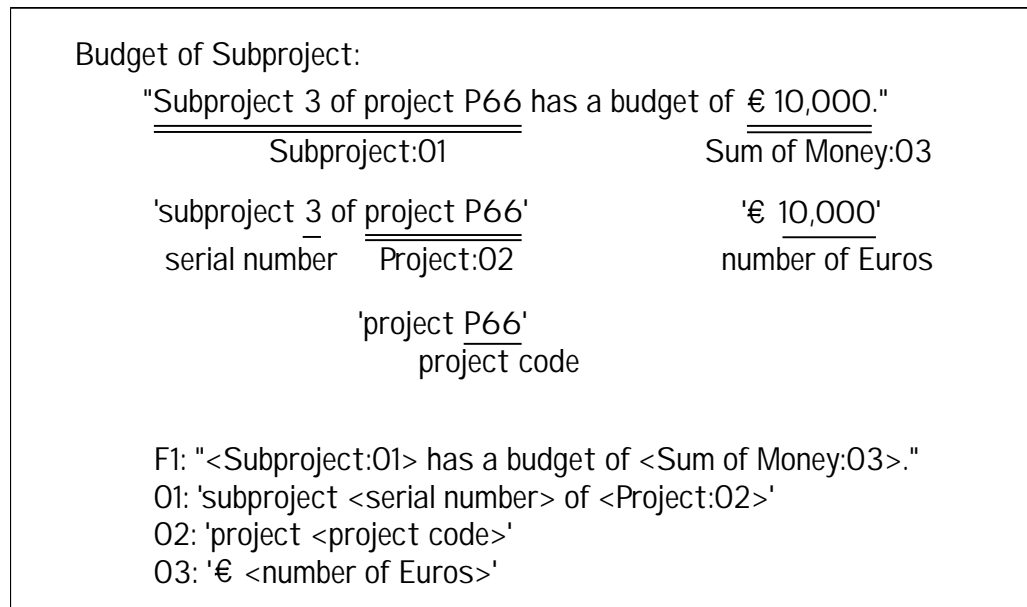 Budget of Subproject:
"Subproject 3 of project P66 has a budget of € 10,000."
Subproject:O1 Sum of Money:O3
'subproject 3 of project P66' '€ 10,000'
serial number Project:O2 number of Euros
'project P66'
project code
F1: "<Subproject:O1> has a budget of <Sum of Money:O3>."
O1: 'subproject <serial number> of <Project:O2>'
O2: 'project <project code>'
O3: '€ <number of Euros>'